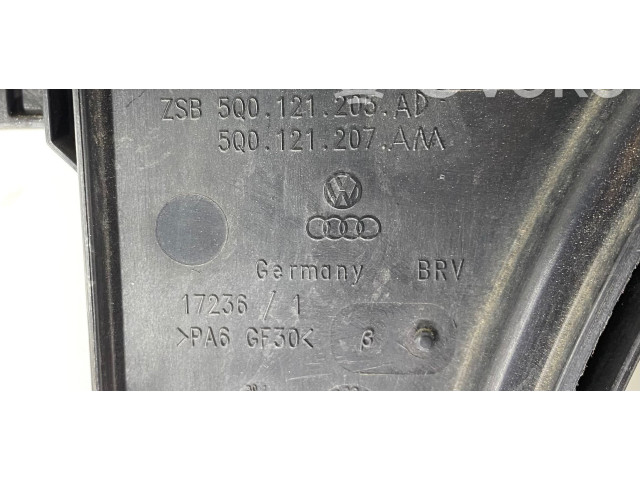 ZSB 5Q0.121.205.AD
5Q0.121.207.AM
Germany BRV
17236 / 1
>PA6 GF30< β